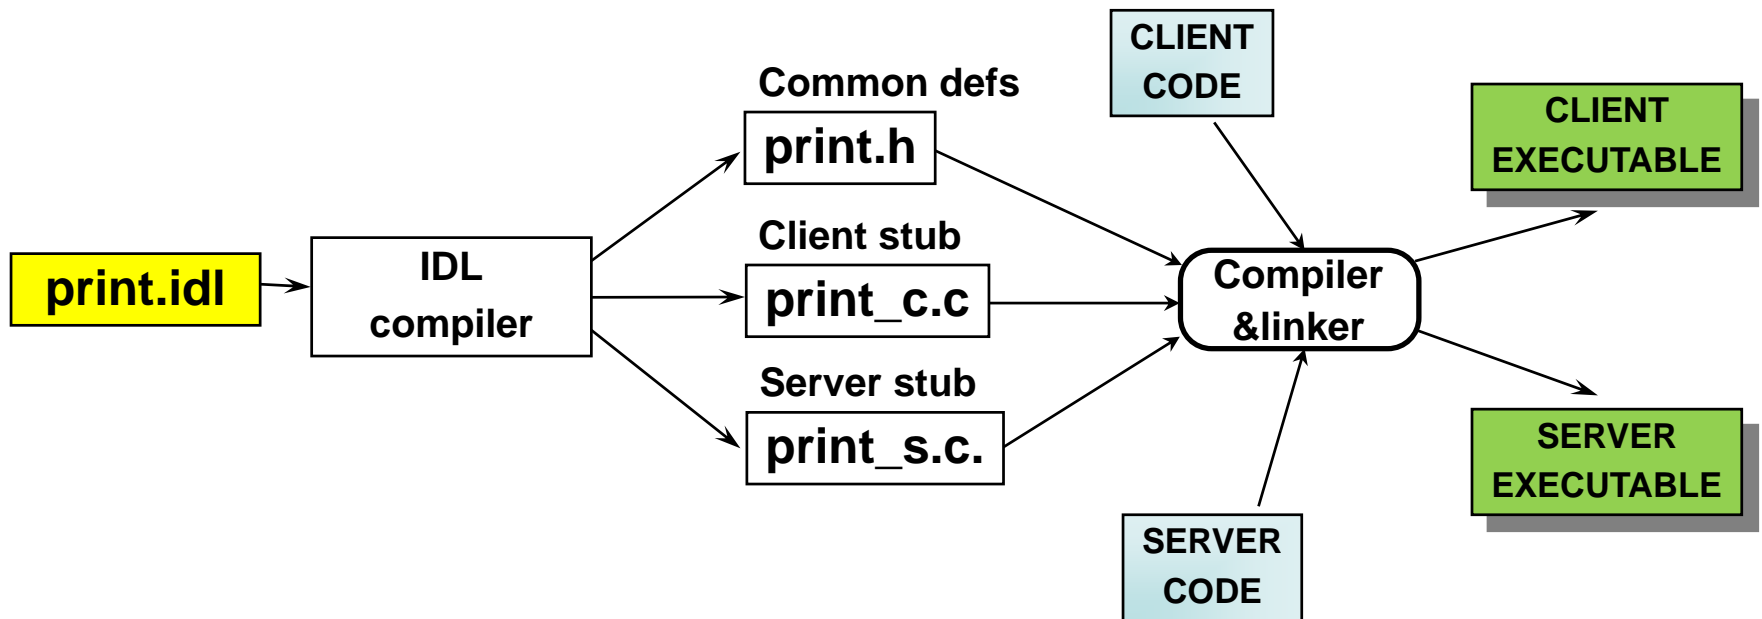 print.idl
IDL
compiler
Common defs
print.h
Client stub
print_c.c
Server stub
print_s.c.
CLIENT
CODE
Compiler
&linker
SERVER
CODE
CLIENT
EXECUTABLE
SERVER
EXECUTABLE